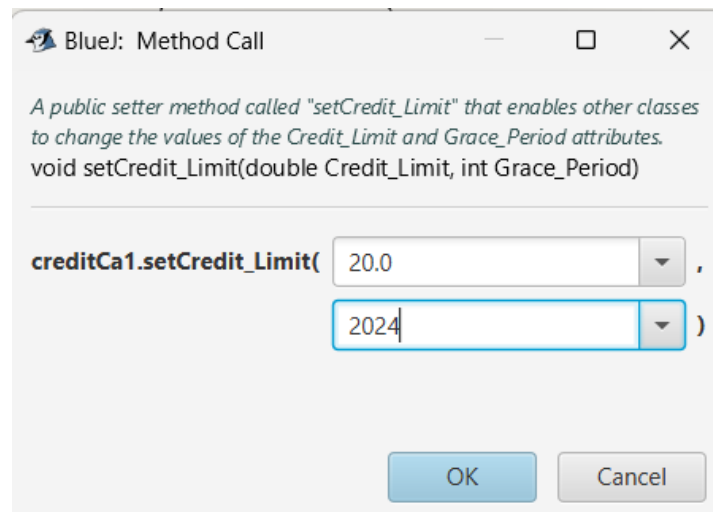 BlueJ: Method Call
A public setter method called "setCredit_Limit" that enables other classes
to change the values of the Credit_Limit and Grace_Period attributes.
void setCredit_Limit(double Credit_Limit, int Grace_Period)
creditCa1.setCredit_Limit( 20.0 ,
2024 )
OK Cancel